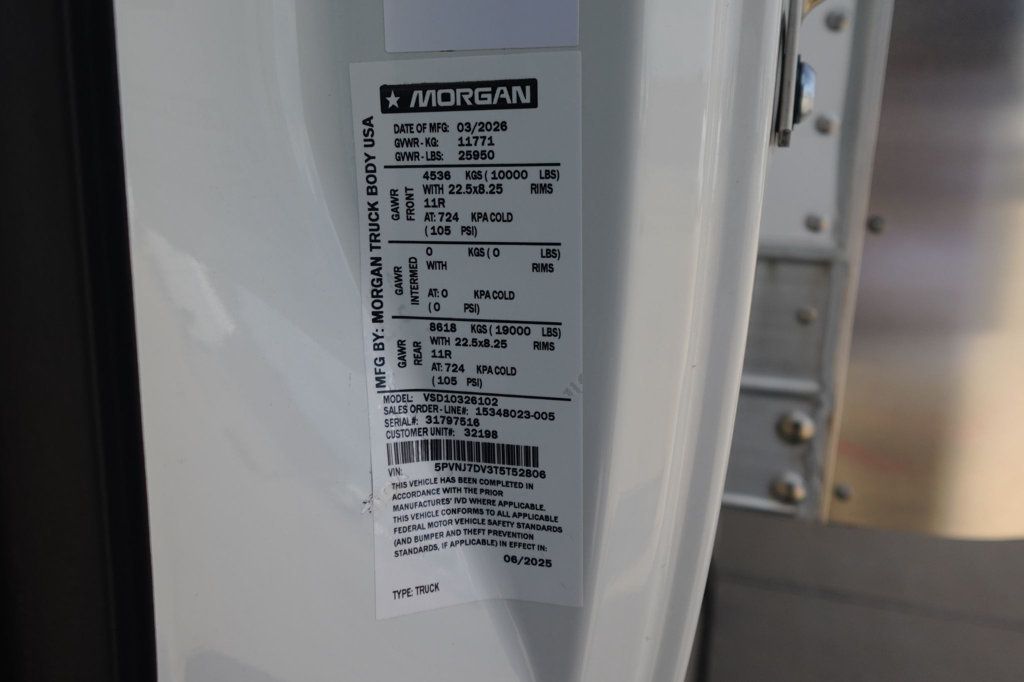 MORGAN
MFG BY: MORGAN TRUCK BODY USA
DATE OF MFG: 03/2026
GVWR - KG: 11771
GVWR - LBS: 25950
GAWR FRONT
4536 KGS ( 10000 LBS)
WITH 22.5x8.25 RIMS
11R
AT: 724 KPA COLD
( 105 PSI)
GAWR INTERMED
0 KGS ( 0 LBS)
WITH RIMS
AT: 0 KPA COLD
( 0 PSI)
GAWR REAR
8618 KGS ( 19000 LBS)
WITH 22.5x8.25 RIMS
11R
AT: 724 KPA COLD
( 105 PSI)
MODEL: VSD10326102
SALES ORDER - LINE#: 15348023-005
SERIAL#: 31797516
CUSTOMER UNIT#: 32198
VIN: 5PVNJ7DV3T5T52806
THIS VEHICLE HAS BEEN COMPLETED IN
ACCORDANCE WITH THE PRIOR
MANUFACTURES' IVD WHERE APPLICABLE.
THIS VEHICLE CONFORMS TO ALL APPLICABLE
FEDERAL MOTOR VEHICLE SAFETY STANDARDS
(AND BUMPER AND THEFT PREVENTION
STANDARDS, IF APPLICABLE) IN EFFECT IN:
06/2025
TYPE: TRUCK